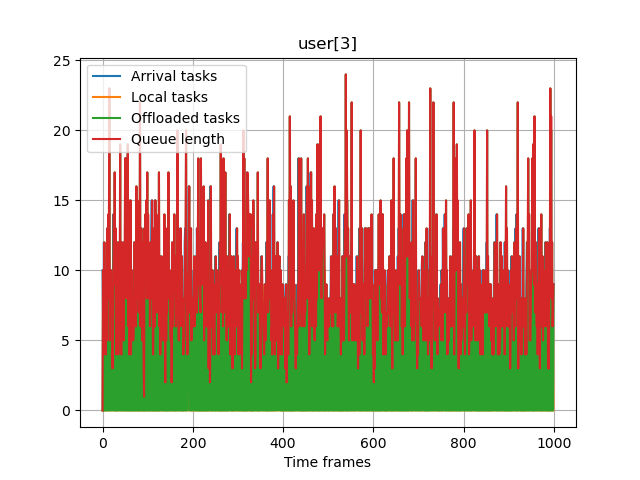 user[3]
25
20
15
10
5
0
Arrival tasks
Local tasks
Offloaded tasks
Queue length
0 200 400 600 800 1000
Time frames